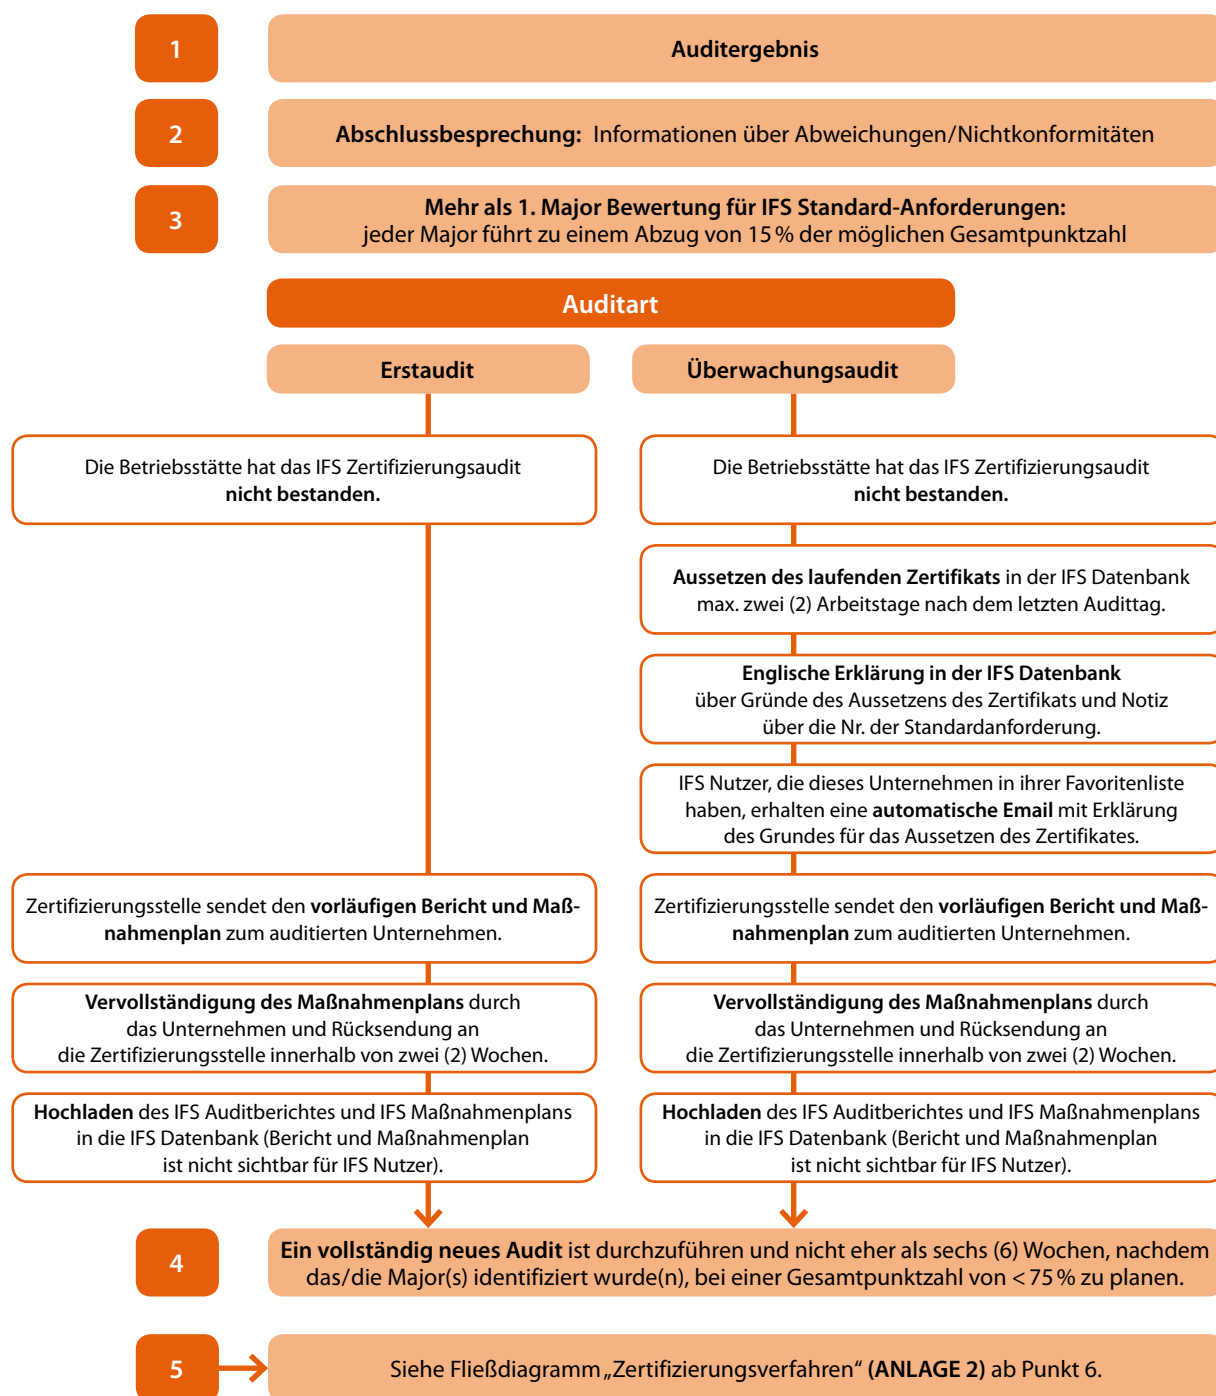 1
Auditergebnis
2
Abschlussbesprechung: Informationen über Abweichungen/Nichtkonformitäten
3
Mehr als 1. Major Bewertung für IFS Standard-Anforderungen:
jeder Major führt zu einem Abzug von 15 % der möglichen Gesamtpunktzahl
Auditart
Erstaudit
Überwachungsaudit
Die Betriebsstätte hat das IFS Zertifizierungsaudit
nicht bestanden.
Die Betriebsstätte hat das IFS Zertifizierungsaudit
nicht bestanden.
Aussetzen des laufenden Zertifikats in der IFS Datenbank
max. zwei (2) Arbeitstage nach dem letzten Audittag.
Englische Erklärung in der IFS Datenbank
über Gründe des Aussetzens des Zertifikats und Notiz
über die Nr. der Standardanforderung.
IFS Nutzer, die dieses Unternehmen in ihrer Favoritenliste
haben, erhalten eine automatische Email mit Erklärung
des Grundes für das Aussetzen des Zertifikates.
Zertifizierungsstelle sendet den vorläufigen Bericht und Maß-
nahmenplan zum auditierten Unternehmen.
Zertifizierungsstelle sendet den vorläufigen Bericht und Maß-
nahmenplan zum auditierten Unternehmen.
Vervollständigung des Maßnahmenplans durch
das Unternehmen und Rücksendung an
die Zertifizierungsstelle innerhalb von zwei (2) Wochen.
Vervollständigung des Maßnahmenplans durch
das Unternehmen und Rücksendung an
die Zertifizierungsstelle innerhalb von zwei (2) Wochen.
Hochladen des IFS Auditberichtes und IFS Maßnahmenplans
in die IFS Datenbank (Bericht und Maßnahmenplan
ist nicht sichtbar für IFS Nutzer).
Hochladen des IFS Auditberichtes und IFS Maßnahmenplans
in die IFS Datenbank (Bericht und Maßnahmenplan
ist nicht sichtbar für IFS Nutzer).
4
Ein vollständig neues Audit ist durchzuführen und nicht eher als sechs (6) Wochen, nachdem
das/die Major(s) identifiziert wurde(n), bei einer Gesamtpunktzahl von < 75 % zu planen.
5
Siehe Fließdiagramm „Zertifizierungsverfahren“ (ANLAGE 2) ab Punkt 6.